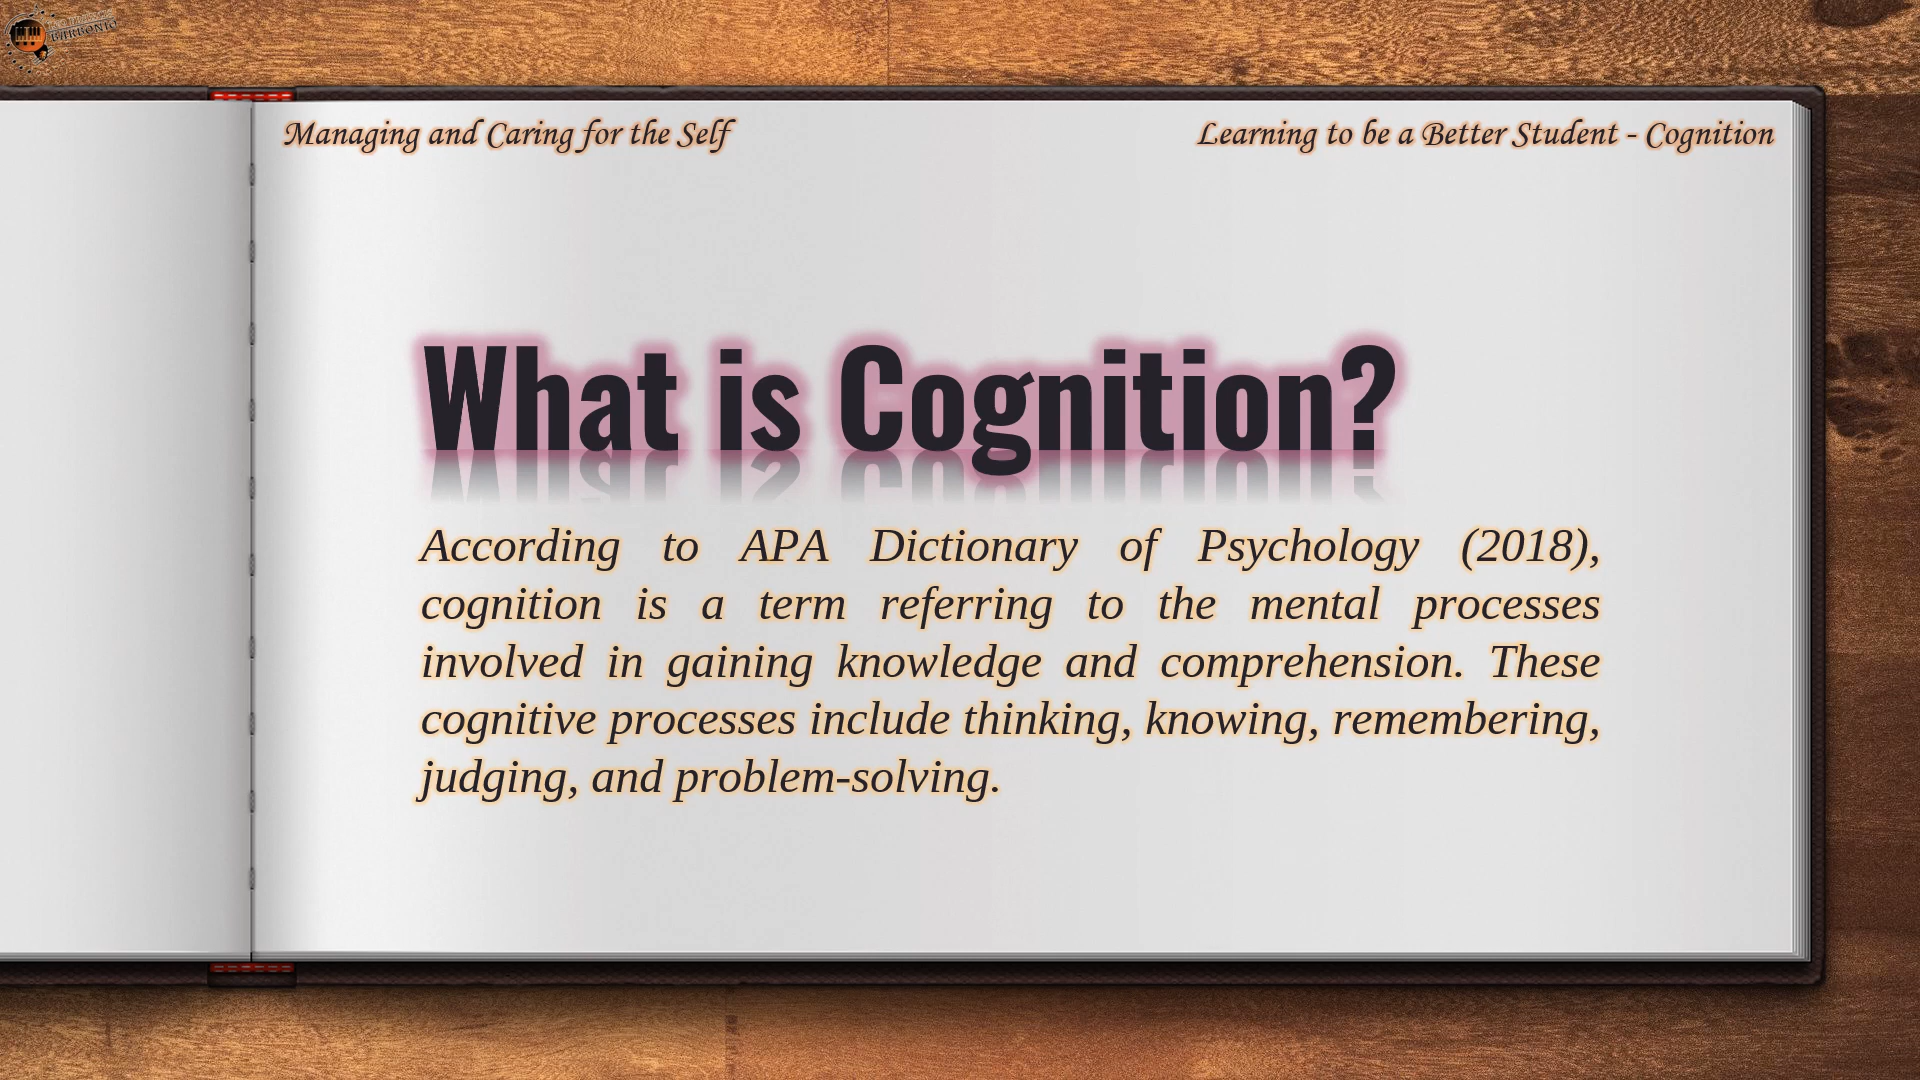 BARBONIO
Managing and Caring for the Self
Learning to be a Better Student - Cognition
What is Cognition?
According to APA Dictionary of Psychology (2018),
cognition is a term referring to the mental processes
involved in gaining knowledge and comprehension. These
cognitive processes include thinking, knowing, remembering,
judging, and problem-solving.